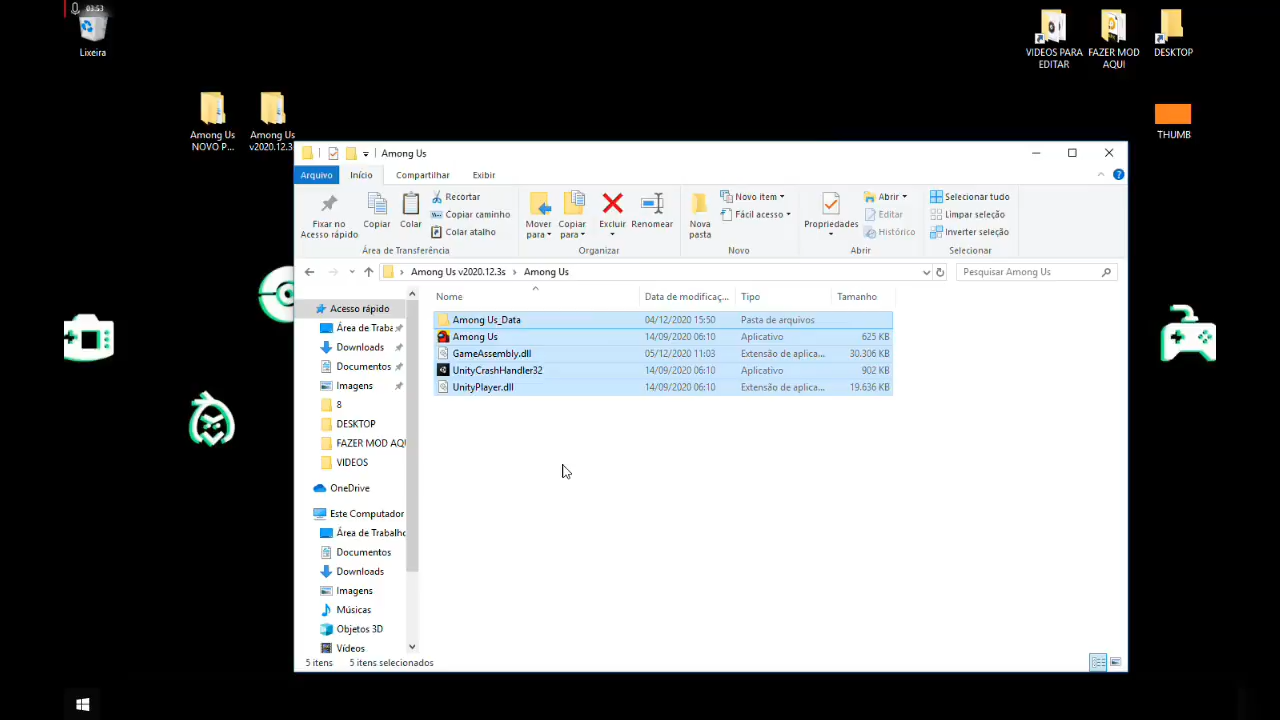 03:53
Lixeira
VIDEOS PARA
EDITAR
FAZER MOD
AQUI
DESKTOP
Among Us
NOVO P...
Among Us
v2020.12.3
THUMB
Among Us
Arquivo
Início
Compartilhar
Exibir
Fixar no
Acesso rápido
Copiar
Colar
Recortar
Copiar caminho
Colar atalho
Área de Transferência
Mover
para
Copiar
para
Excluir
Renomear
Organizar
Nova
pasta
Novo item
Fácil acesso
Novo
Propriedades
Abrir
Editar
Histórico
Abrir
Selecionar tudo
Limpar seleção
Inverter seleção
Selecionar
Among Us v2020.12.3s › Among Us
Pesquisar Among Us
Nome
Data de modificaç...
Tipo
Tamanho
Among Us_Data 04/12/2020 15:50 Pasta de arquivos
Among Us 14/09/2020 06:10 Aplicativo 625 KB
GameAssembly.dll 05/12/2020 11:03 Extensão de aplica... 30.306 KB
UnityCrashHandler32 14/09/2020 06:10 Aplicativo 902 KB
UnityPlayer.dll 14/09/2020 06:10 Extensão de aplica... 19.636 KB
Acesso rápido
Área de Traba
Downloads
Documentos
Imagens
8
DESKTOP
FAZER MOD AQU
VIDEOS
OneDrive
Este Computador
Área de Trabalho
Documentos
Downloads
Imagens
Músicas
Objetos 3D
Vídeos
5 itens
5 itens selecionados